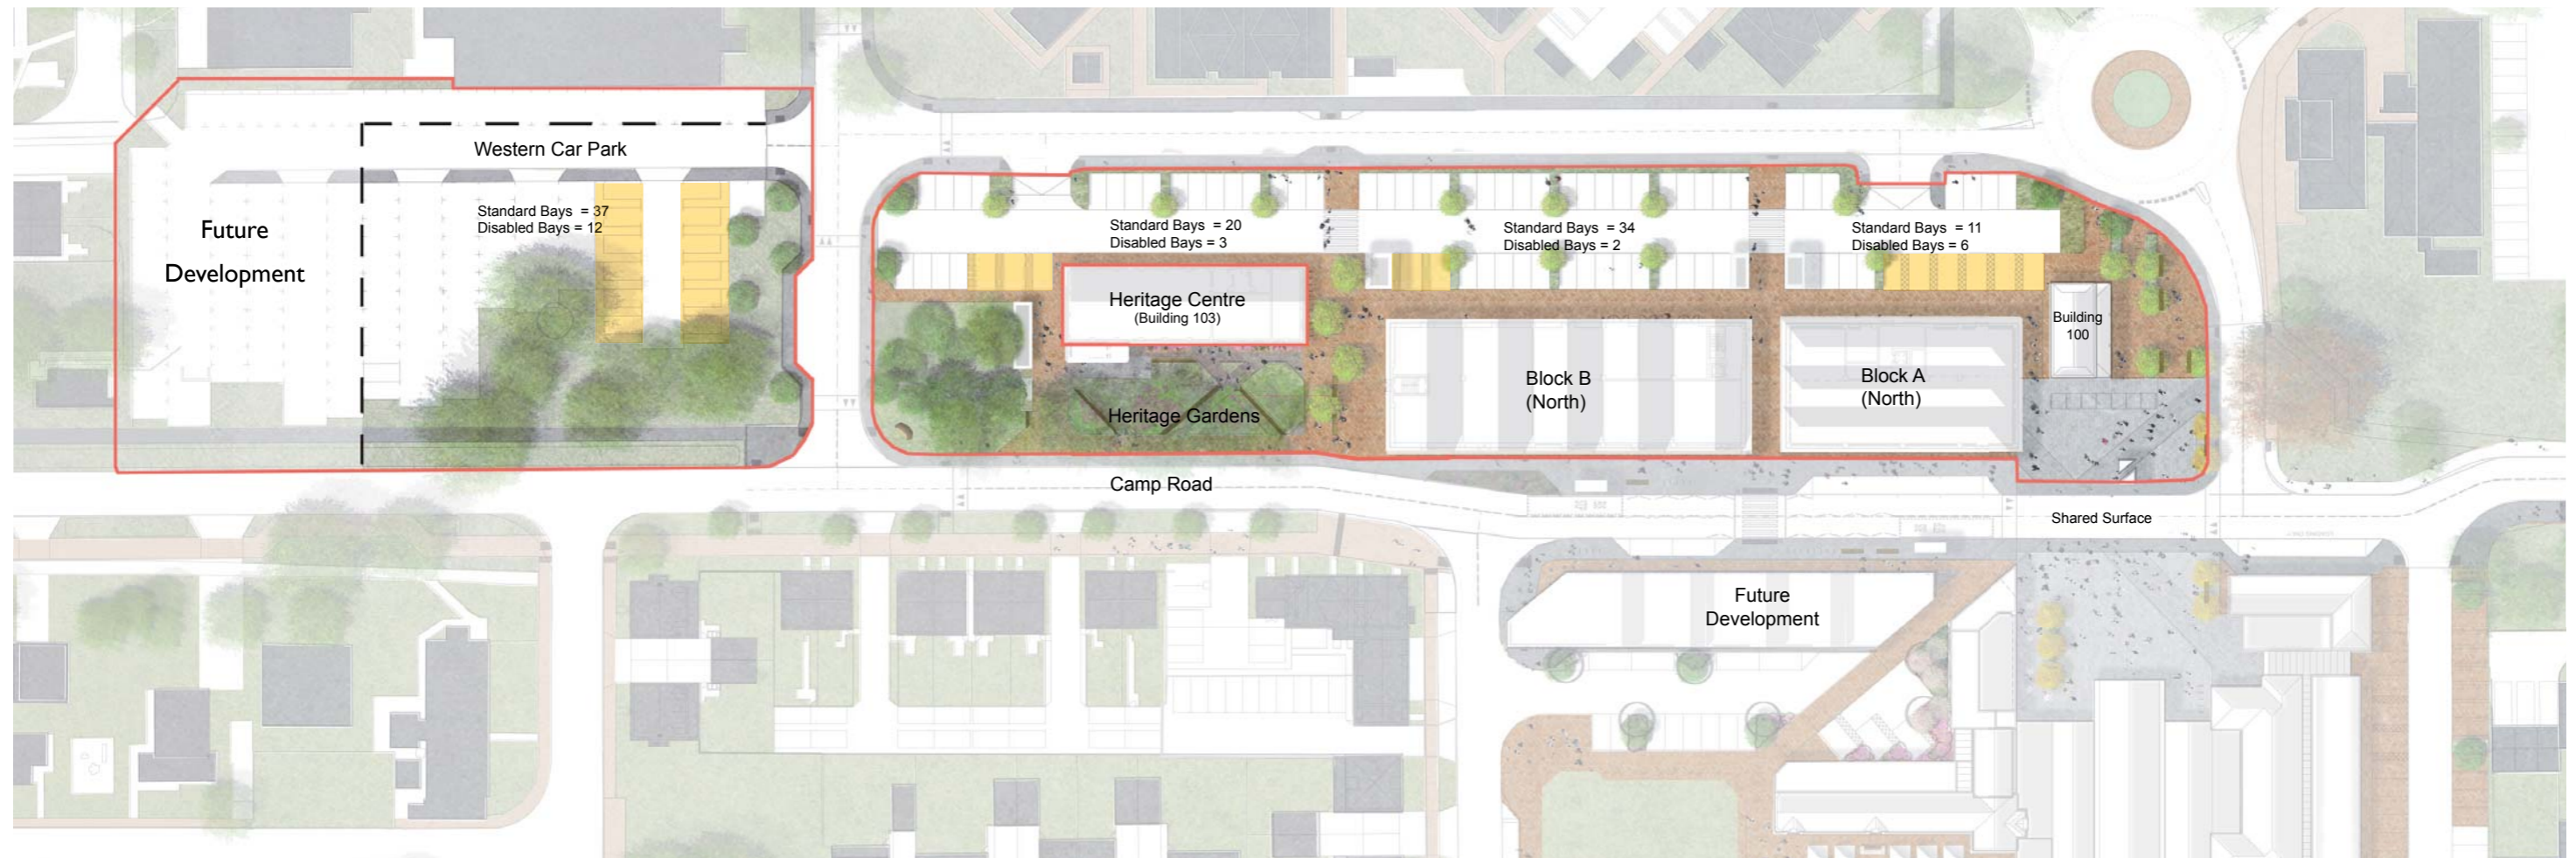 Western Car Park
Standard Bays = 37
Disabled Bays = 12
Future
Development
Standard Bays = 20
Disabled Bays = 3
Standard Bays = 34
Disabled Bays = 2
Standard Bays = 11
Disabled Bays = 6
Heritage Centre
(Building 103)
Heritage Gardens
Block B
(North)
Block A
(North)
Building
100
Camp Road
Shared Surface
Future
Development